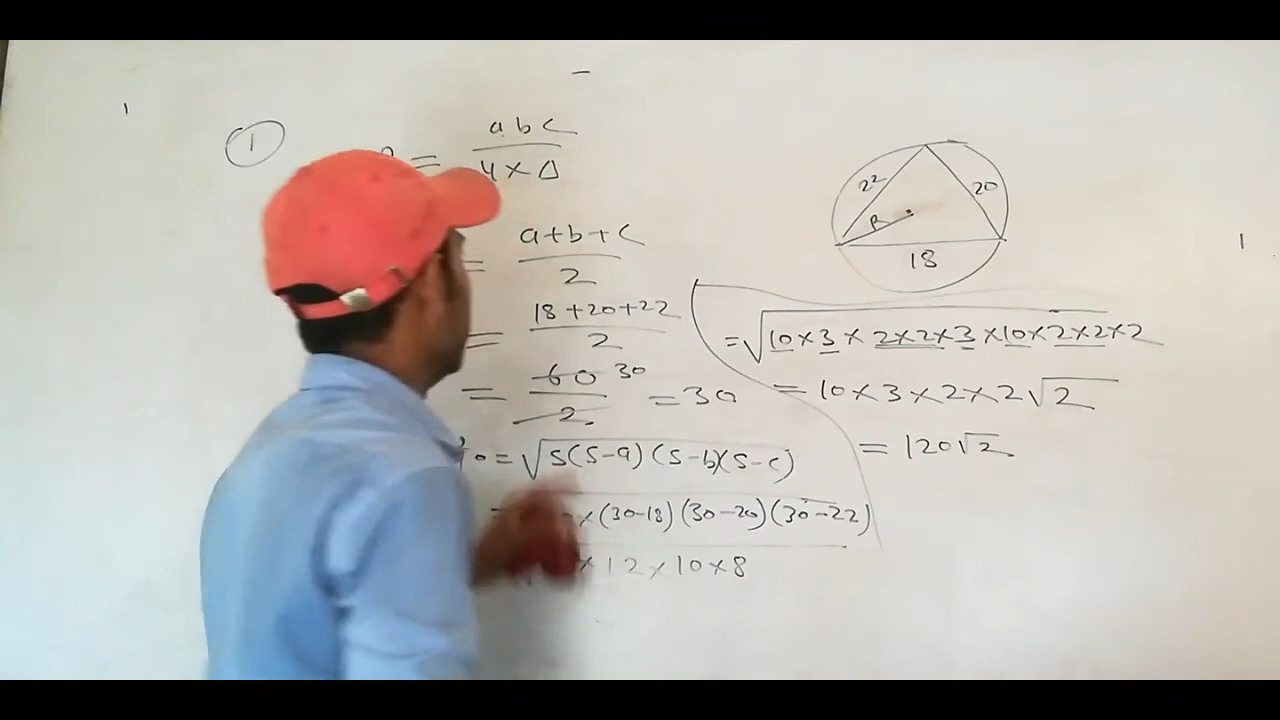 ①
= abc / 4×Δ
= a+b+c / 2
= 18+20+22 / 2
= 60 / 2 30 = 30
= √s(s-a)(s-b)(s-c)
×(30-18)(30-20)(30-22)
×12×10×8
22
20
R
18
= √10×3×2×2×3×10×2×2×2
= 10×3×2×2√2
= 120√2